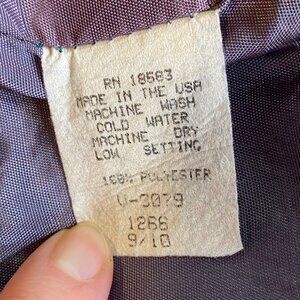 RN 18583
MADE IN THE USA
MACHINE WASH
COLD WATER
MACHINE DRY
LOW SETTING
100% POLYESTER
V-3079
1266
9/10